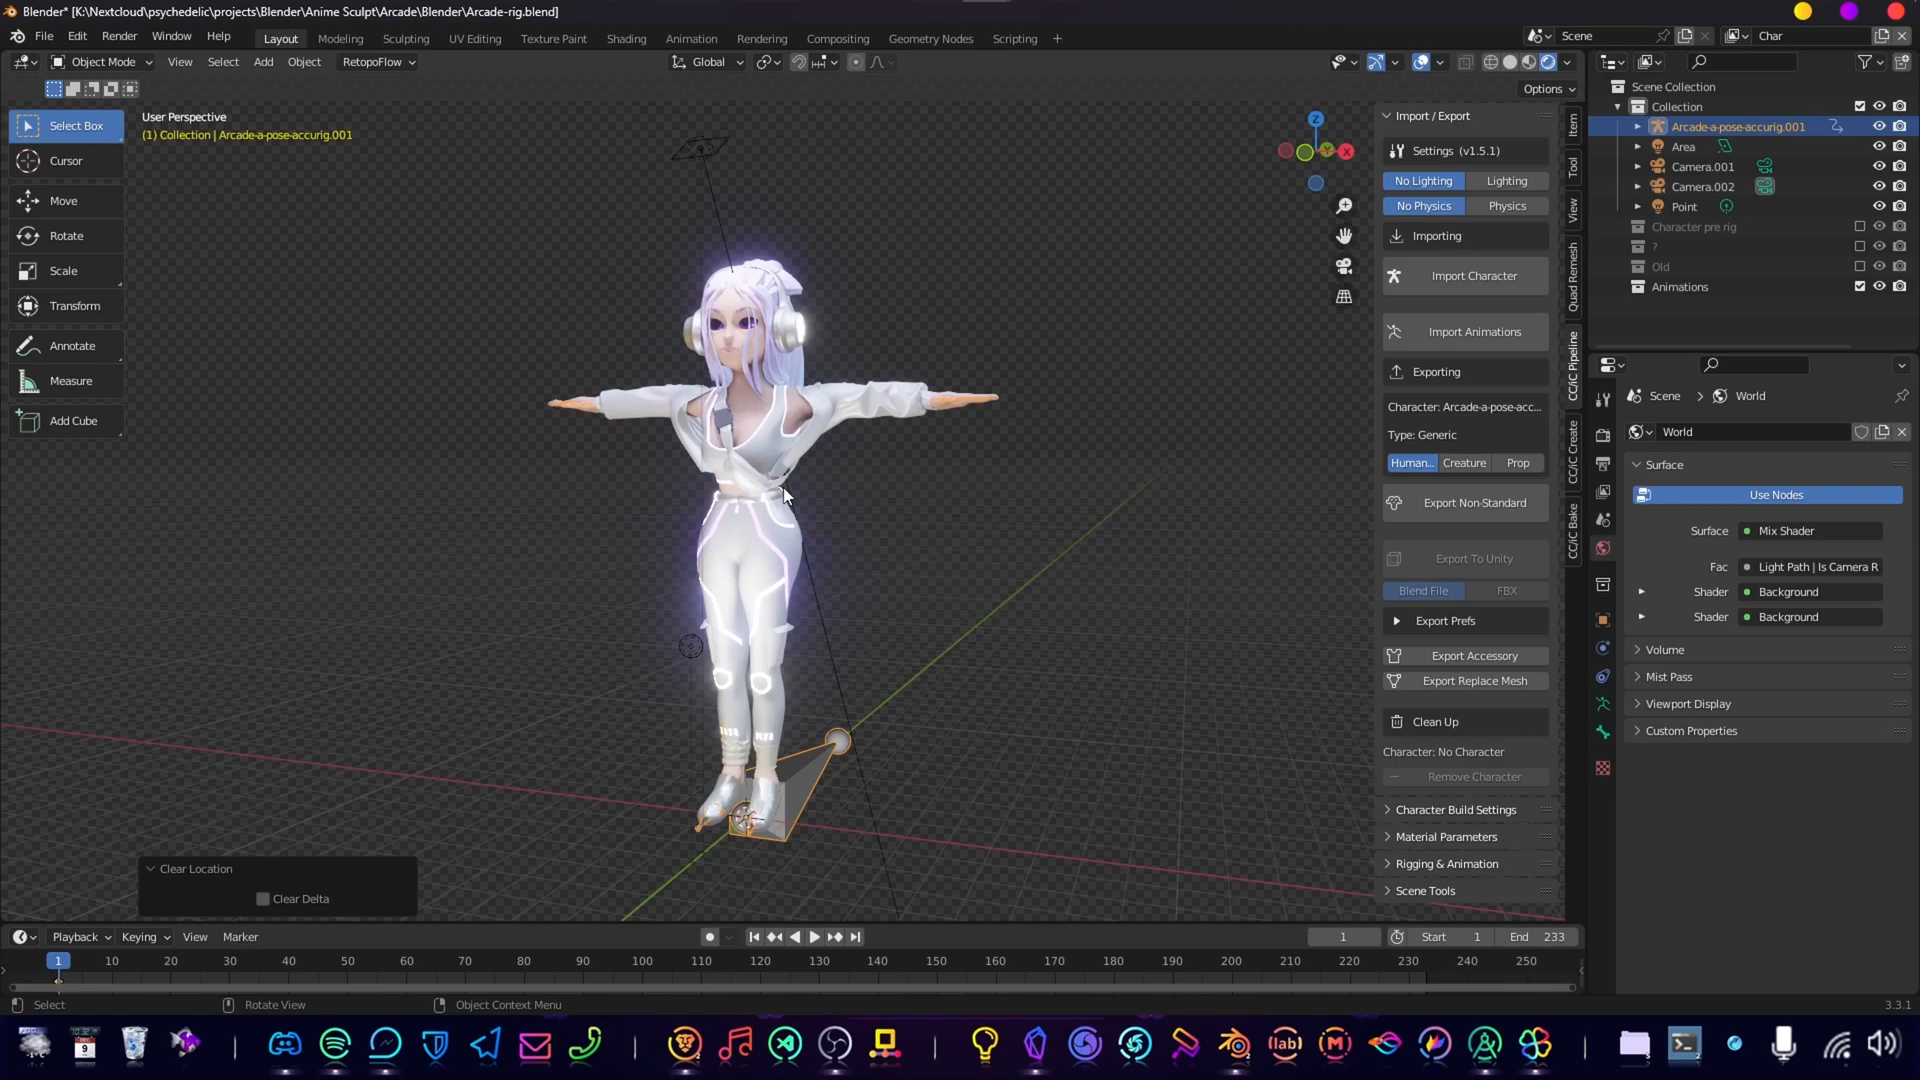 Blender* [K:\Nextcloud\psychedelic\projects\Blender\Anime Sculpt\Arcade\Blender\Arcade-rig.blend]
File Edit Render Window Help Layout Modeling Sculpting UV Editing Texture Paint Shading Animation Rendering Compositing Geometry Nodes Scripting + Scene Char
Object Mode View Select Add Object RetopoFlow Global
Options
User Perspective
(1) Collection | Arcade-a-pose-accurig.001
Select Box
Cursor
Move
Rotate
Scale
Transform
Annotate
Measure
Add Cube
Z
Y
X
Import / Export
Settings (v1.5.1)
No Lighting Lighting
No Physics Physics
Importing
Import Character
Import Animations
Exporting
Character: Arcade-a-pose-acc...
Type: Generic
Human... Creature Prop
Export Non-Standard
Export To Unity
Blend File FBX
Export Prefs
Export Accessory
Export Replace Mesh
Clean Up
Character: No Character
Remove Character
Character Build Settings
Material Parameters
Rigging & Animation
Scene Tools
Item
Tool
View
Quad Remesh
CC/iC Pipeline
CC/iC Create
CC/iC Bake
Scene Collection
Collection
Arcade-a-pose-accurig.001
Area
Camera.001
Camera.002
Point
Character pre rig
?
Old
Animations
Scene > World
World
Surface
Use Nodes
Surface Mix Shader
Fac Light Path | Is Camera R
Shader Background
Shader Background
Volume
Mist Pass
Viewport Display
Custom Properties
Clear Location
Clear Delta
Playback Keying View Marker 1 Start 1 End 233
1 10 20 30 40 50 60 70 80 90 100 110 120 130 140 150 160 170 180 190 200 210 220 230 240 250
Select Rotate View Object Context Menu 3.3.1
9
lab
M